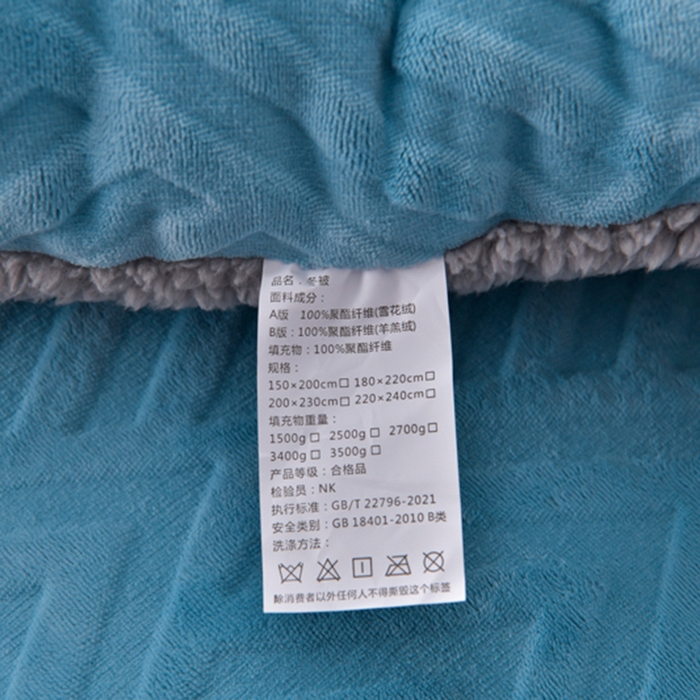 品名：冬被
面料成分：
A版 100%聚酯纤维(雪花绒)
B版：100%聚酯纤维(羊羔绒)
填充物：100%聚酯纤维
规格：
150×200cm□ 180×220cm□
200×230cm□ 220×240cm□
填充物重量：
1500g□ 2500g□ 2700g□
3400g□ 3500g□
产品等级：合格品
检验员：NK
执行标准：GB/T 22796-2021
安全类别：GB 18401-2010 B类
洗涤方法：
除消费者以外任何人不得撕毁这个标签